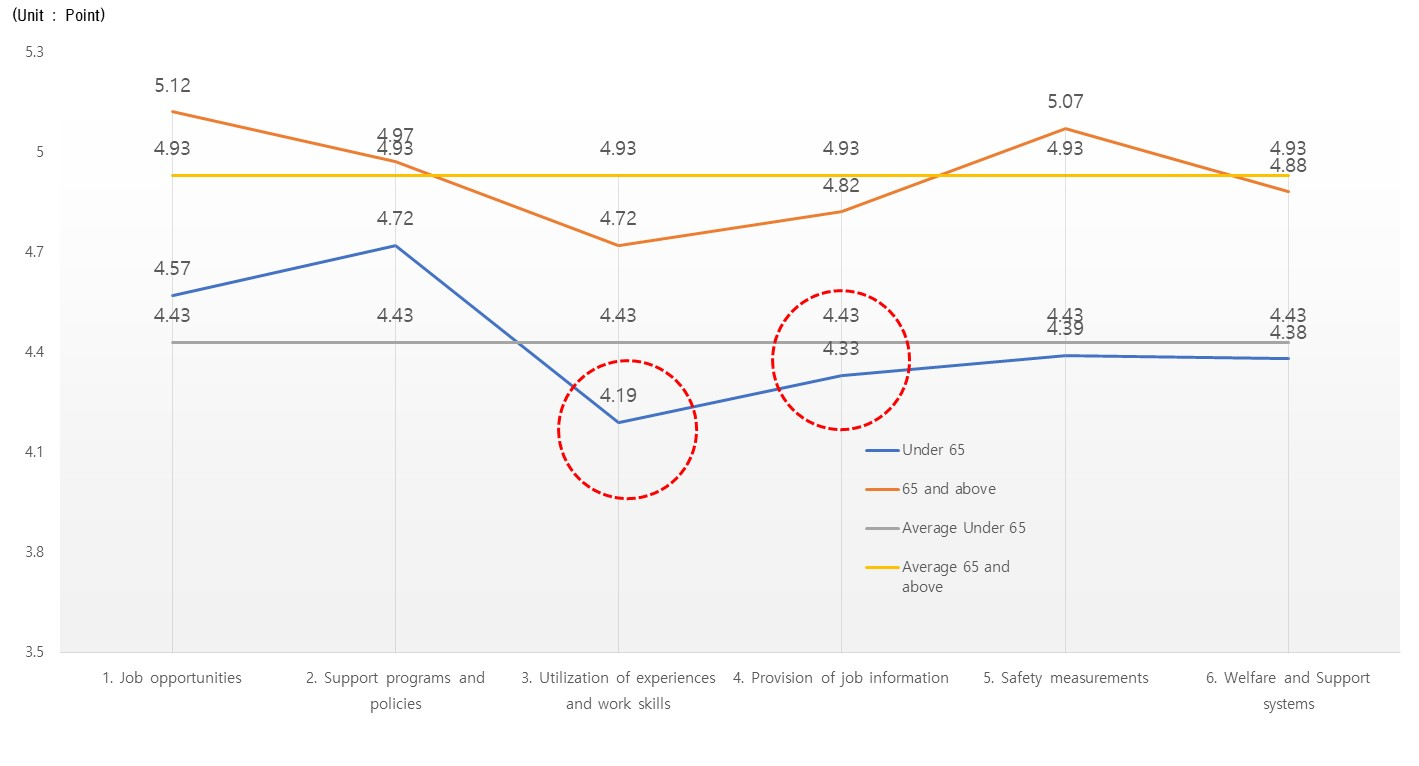 (Unit : Point)
5.3
5
4.7
4.4
4.1
3.8
3.5
5.12
4.97
4.72
4.82
5.07
4.88
4.93
4.93
4.93
4.93
4.93
4.93
4.57
4.72
4.19
4.33
4.39
4.38
4.43
4.43
4.43
4.43
4.43
4.43
Under 65
65 and above
Average Under 65
Average 65 and
above
1. Job opportunities
2. Support programs and
policies
3. Utilization of experiences
and work skills
4. Provision of job information
5. Safety measurements
6. Welfare and Support
systems